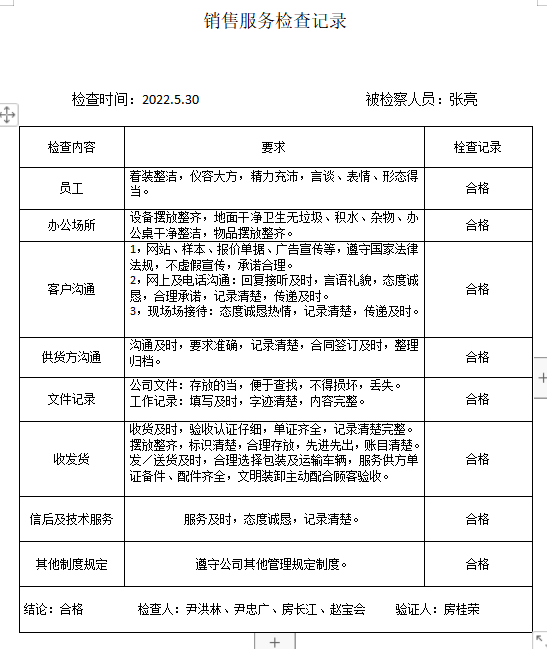 销售服务检查记录
检查时间：2022.5.30 被检察人员：张亮
检查内容 要求 检查记录
员工 着装整洁，仪容大方，精力充沛，言谈、表情、形态得
当。 合格
办公场所 设备摆放整齐，地面干净卫生无垃圾、积水、杂物、办
公桌干净整洁，物品摆放整齐。 合格
客户沟通 1，网站、样本、报价单据、广告宣传等，遵守国家法律
法规，不虚假宣传，承诺合理。
2，网上及电话沟通：回复接听及时，言语礼貌，态度诚
恳，合理承诺，记录清楚，传递及时。
3，现场场接待：态度诚恳热情，记录清楚，传递及时。
合格
供货方沟通 沟通及时，要求准确，记录清楚，合同签订及时，整理
归档。 合格
文件记录 公司文件：存放的当，便于查找，不得损坏，丢失。
工作记录：填写及时，字迹清楚，内容完整。 合格
收发货 收货及时，验收认证仔细，单证齐全，记录清楚完整。
摆放整齐，标识清楚，合理存放，先进先出，账目清楚。
发／送货及时，合理选择包装及运输车辆，服务供方单
证备件、配件齐全，文明装卸主动配合顾客验收。
合格
信后及技术服务 服务及时，态度诚恳，记录清楚。 合格
其他制度规定 遵守公司其他管理规定制度。 合格
结论：合格 检查人：尹洪林、尹忠广、房长江、赵宝会 验证人：房桂荣